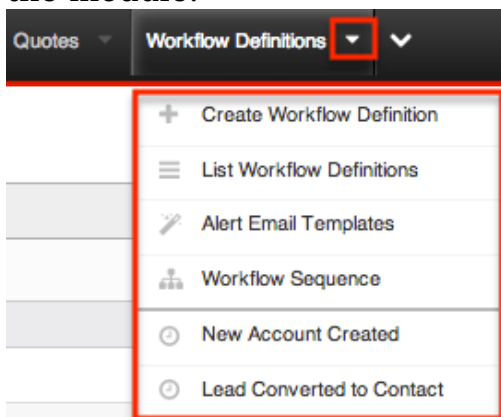 the module.
Quotes Workflow Definitions
Create Workflow Definition
List Workflow Definitions
Alert Email Templates
Workflow Sequence
New Account Created
Lead Converted to Contact